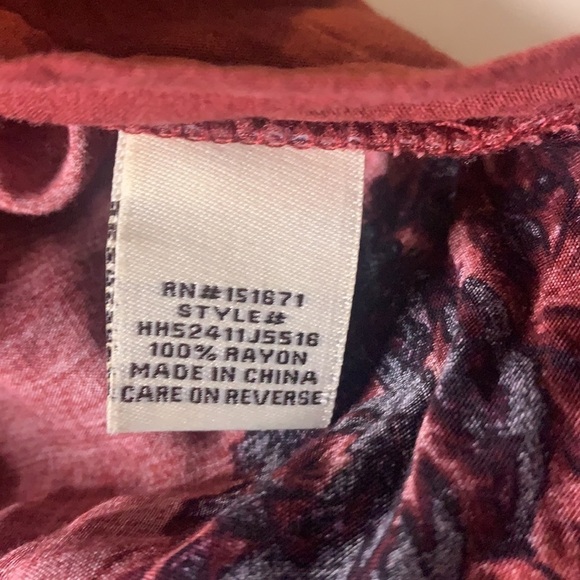 RN#151671
STYLE#
HH52411J5516
100% RAYON
MADE IN CHINA
CARE ON REVERSE